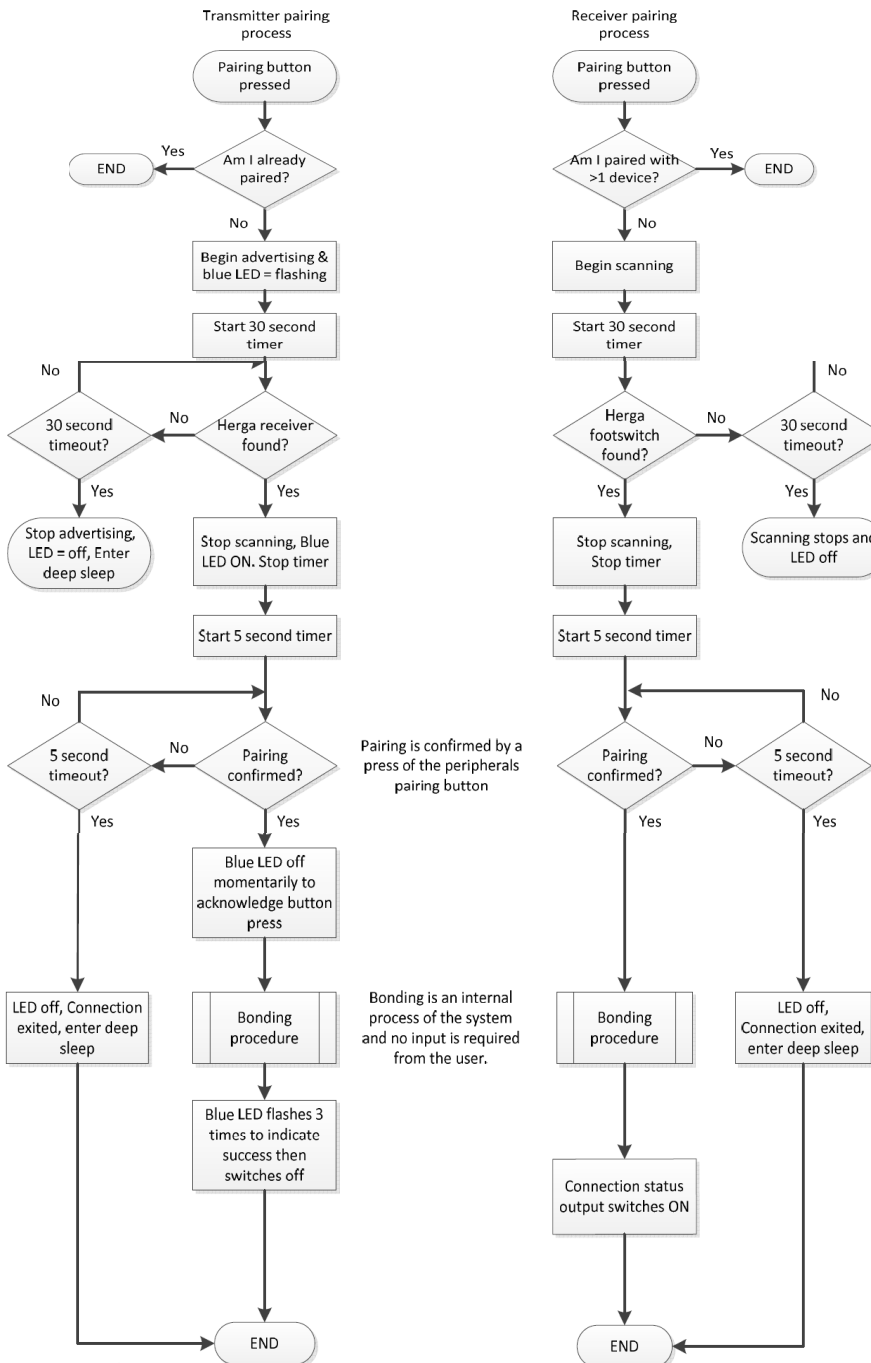 Transmitter pairing
process
Pairing button
pressed
Am I already
paired?
Yes
END
No
Begin advertising &
blue LED = flashing
Start 30 second
timer
No
30 second
timeout?
No
Herga receiver
found?
Yes
Yes
Stop advertising,
LED = off, Enter
deep sleep
Stop scanning, Blue
LED ON. Stop timer
Start 5 second timer
No
5 second
timeout?
No
Pairing
confirmed?
Yes
Yes
Blue LED off
momentarily to
acknowledge button
press
LED off, Connection
exited, enter deep
sleep
Bonding
procedure
Blue LED flashes 3
times to indicate
success then
switches off
END
Pairing is confirmed by a
press of the peripherals
pairing button
Bonding is an internal
process of the system
and no input is required
from the user.
Receiver pairing
process
Pairing button
pressed
Am I paired with
>1 device?
Yes
END
No
Begin scanning
Start 30 second
timer
No
Herga
footswitch
found?
No
30 second
timeout?
Yes
Yes
Stop scanning,
Stop timer
Scanning stops and
LED off
Start 5 second timer
No
Pairing
confirmed?
No
5 second
timeout?
Yes
Yes
Bonding
procedure
LED off,
Connection exited,
enter deep sleep
Connection status
output switches ON
END